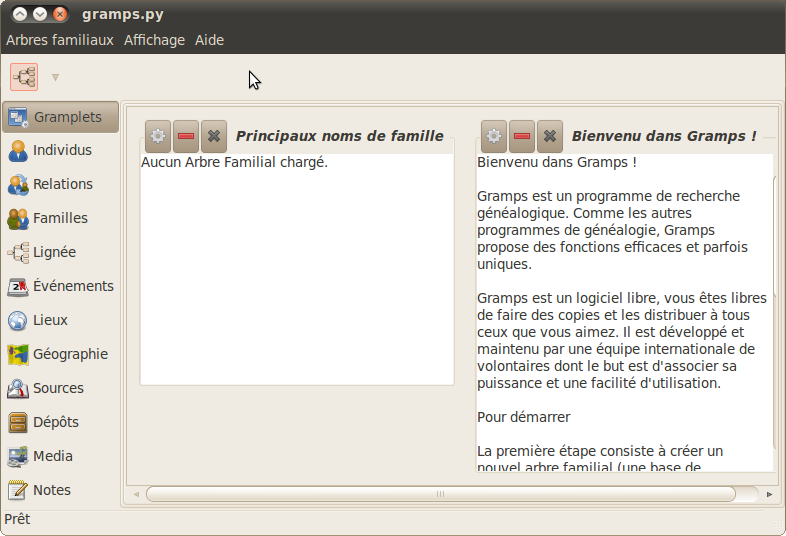 gramps.py
Arbres familiaux Affichage Aide
Gramplets
Individus
Relations
Familles
Lignée
Événements
Lieux
Géographie
Sources
Dépôts
Media
Notes
Principaux noms de famille
Aucun Arbre Familial chargé.
Bienvenu dans Gramps !
Bienvenu dans Gramps !
Gramps est un programme de recherche
généalogique. Comme les autres
programmes de généalogie, Gramps
propose des fonctions efficaces et parfois
uniques.
Gramps est un logiciel libre, vous êtes libres
de faire des copies et les distribuer à tous
ceux que vous aimez. Il est développé et
maintenu par une équipe internationale de
volontaires dont le but est d'associer sa
puissance et une facilité d'utilisation.
Pour démarrer
La première étape consiste à créer un
nouvel arbre familial (une base de
Prêt